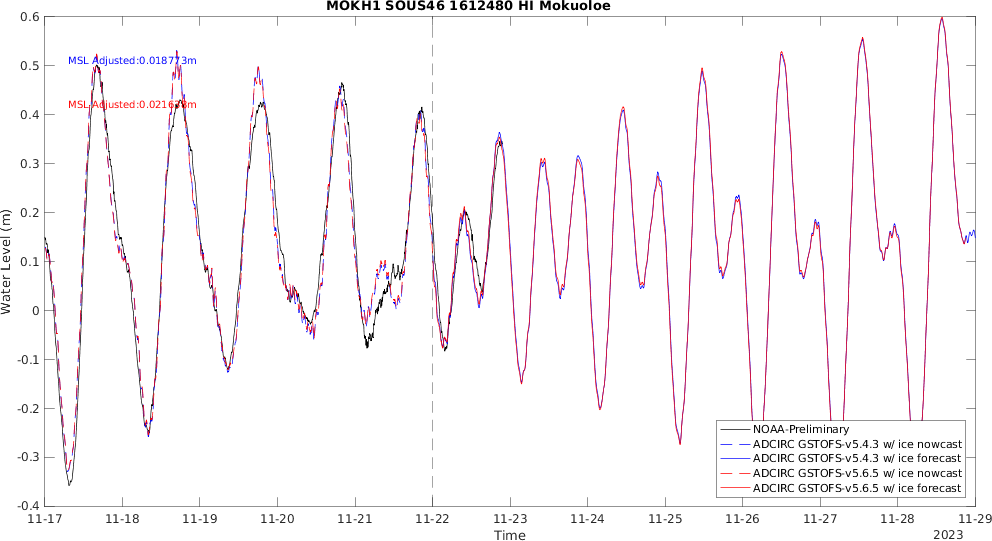 MOKH1 SOUS46 1612480 HI Mokuoloe
0.6
0.5
0.4
0.3
0.2
0.1
0
-0.1
-0.2
-0.3
-0.4
Water Level (m)
MSL Adjusted:0.018773m
MSL Adjusted:
NOAA-Preliminary
ADCIRC GSTOFS-v5.4.3 w/ ice nowcast
ADCIRC GSTOFS-v5.4.3 w/ ice forecast
ADCIRC GSTOFS-v5.6.5 w/ ice nowcast
ADCIRC GSTOFS-v5.6.5 w/ ice forecast
11-17 11-18 11-19 11-20 11-21 11-22 11-23 11-24 11-25 11-26 11-27 11-28 11-29
Time
2023